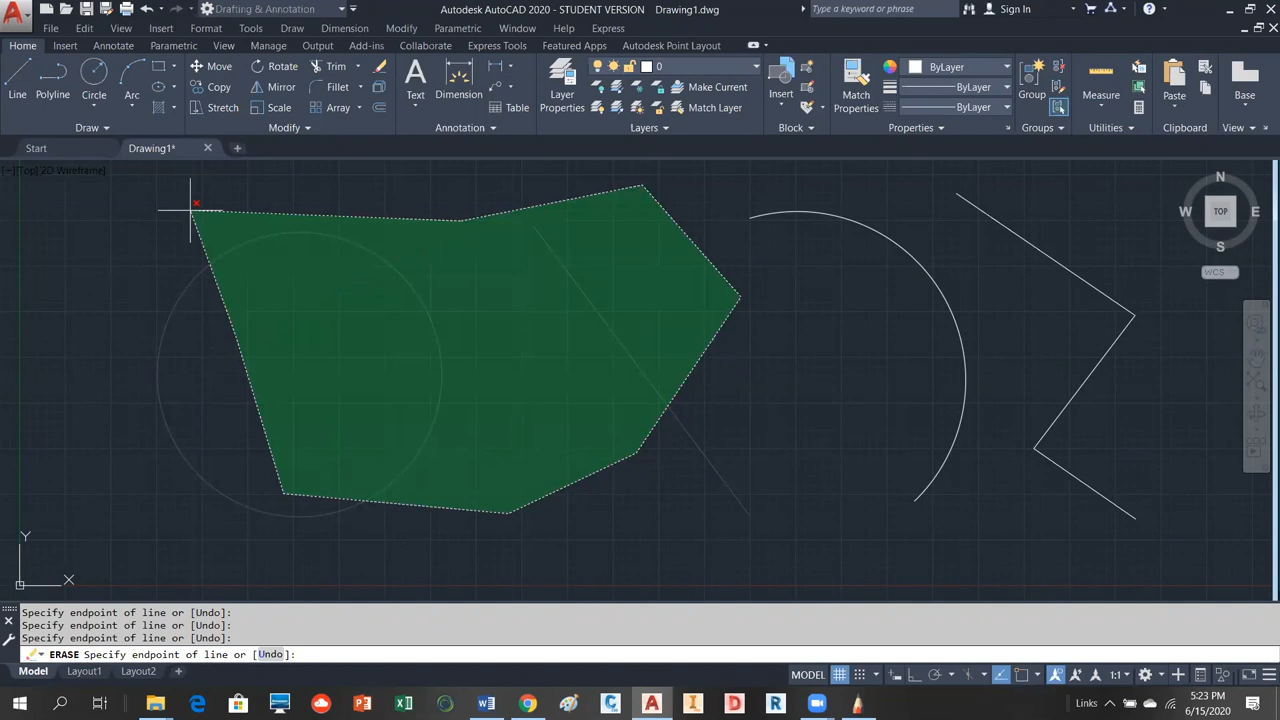 Drafting & Annotation
Autodesk AutoCAD 2020 - STUDENT VERSION Drawing1.dwg
Type a keyword or phrase
Sign In
File Edit View Insert Format Tools Draw Dimension Modify Parametric Window Help Express
Home Insert Annotate Parametric View Manage Output Add-ins Collaborate Express Tools Featured Apps Autodesk Point Layout
Line Polyline Circle Arc
Draw
Move Rotate Trim
Copy Mirror Fillet
Stretch Scale Array
Modify
Text Dimension Table
Annotation
Layer
Properties
0
Make Current
Match Layer
Layers
Insert
Block
Match
Properties
ByLayer
ByLayer
ByLayer
Properties
Group
Groups
Measure
Utilities
Paste
Clipboard
Base
View
Start Drawing1*
[−][Top][2D Wireframe]
N
W TOP E
S
WCS
Y
X
Specify endpoint of line or [Undo]:
Specify endpoint of line or [Undo]:
Specify endpoint of line or [Undo]:
ERASE Specify endpoint of line or [Undo]:
Model Layout1 Layout2
MODEL
1:1
Links
5:23 PM
6/15/2020